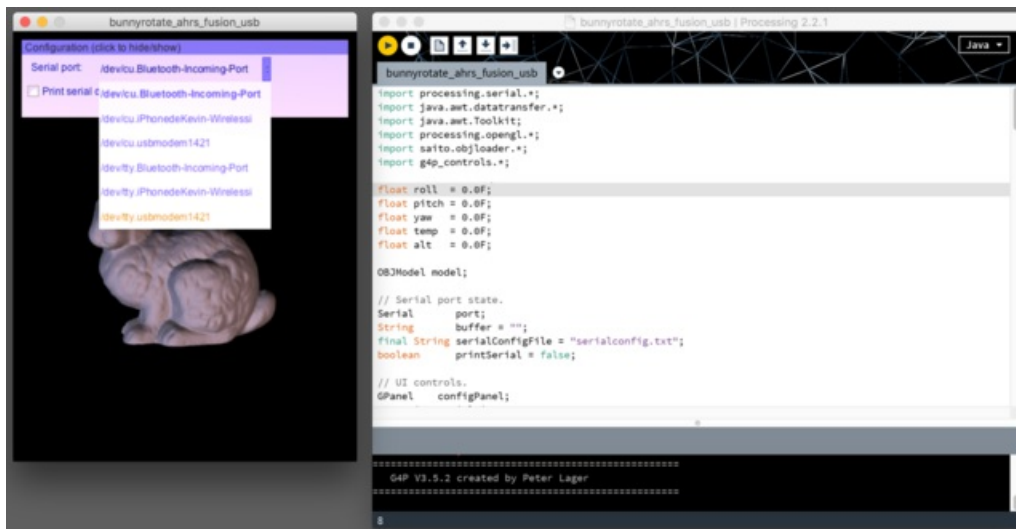 bunnyrotate_ahrs_fusion_usb
Configuration (click to hide/show)
Serial port: /dev/cu.Bluetooth-Incoming-Port
Print serial
/dev/cu.Bluetooth-Incoming-Port
/dev/cu.iPhonedeKevin-Wirelessi
/dev/cu.usbmodem1421
/dev/tty.Bluetooth-Incoming-Port
/dev/tty.iPhonedeKevin-Wirelessi
/dev/tty.usbmodem1421
bunnyrotate_ahrs_fusion_usb | Processing 2.2.1
Java
bunnyrotate_ahrs_fusion_usb
import processing.serial.*;
import java.awt.datatransfer.*;
import java.awt.Toolkit;
import processing.opengl.*;
import saito.objloader.*;
import g4p_controls.*;
float roll = 0.0F;
float pitch = 0.0F;
float yaw = 0.0F;
float temp = 0.0F;
float alt = 0.0F;
OBJModel model;
// Serial port state.
Serial port;
String buffer = "";
final String serialConfigFile = "serialconfig.txt";
boolean printSerial = false;
// UI controls.
GPanel configPanel;
===================================================
G4P V3.5.2 created by Peter Lager
===================================================
8